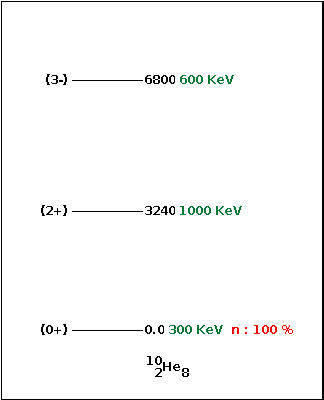 (3-) 6800 600 KeV
(2+) 3240 1000 KeV
(0+) 0.0 300 KeV n : 100 %
10
2He8